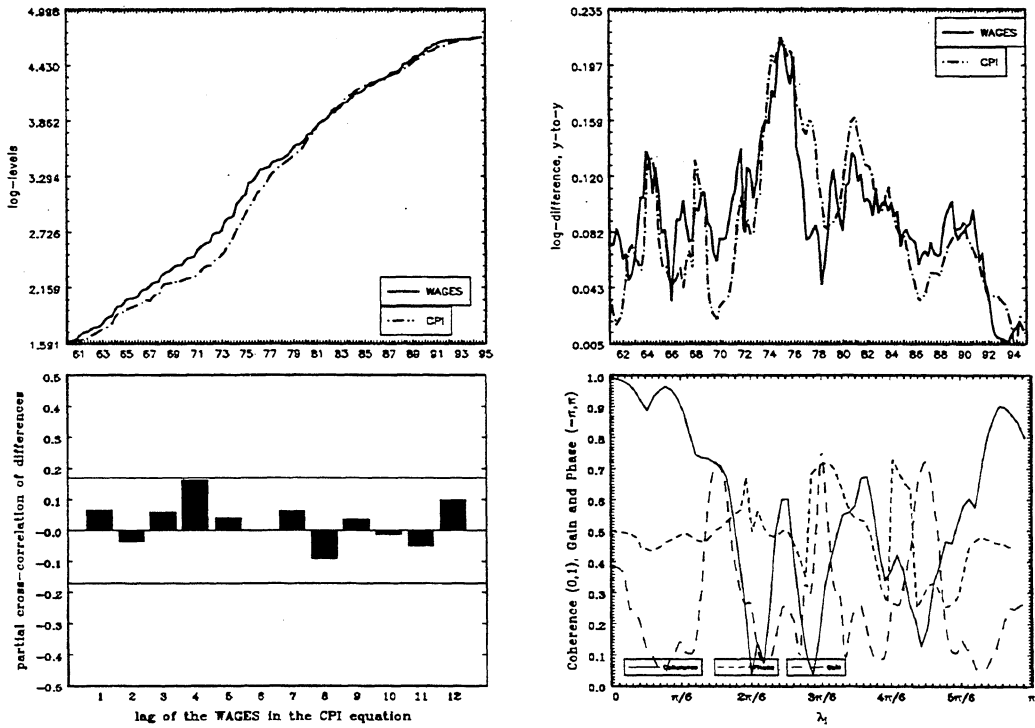 4.998
4.430
3.862
3.294
2.726
2.159
1.591
log-levels
WAGES
CPI
61 63 65 67 69 71 73 75 77 79 81 83 85 87 89 91 93 95
0.235
0.197
0.159
0.120
0.082
0.043
0.005
log-difference, y-to-y
WAGES
CPI
62 64 66 68 70 72 74 76 78 80 82 84 86 88 90 92 94
0.5
0.4
0.3
0.2
0.1
-0.0
-0.1
-0.2
-0.3
-0.4
-0.5
partial cross-correlation of differences
1 2 3 4 5 6 7 8 9 10 11 12
lag of the WAGES in the CPI equation
1.0
0.9
0.8
0.7
0.6
0.5
0.4
0.3
0.2
0.1
0.0
Coherence (0,1), Gain and Phase (-π,π)
Coherence
Gain
0 π/6 2π/6 3π/6 4π/6 5π/6 π